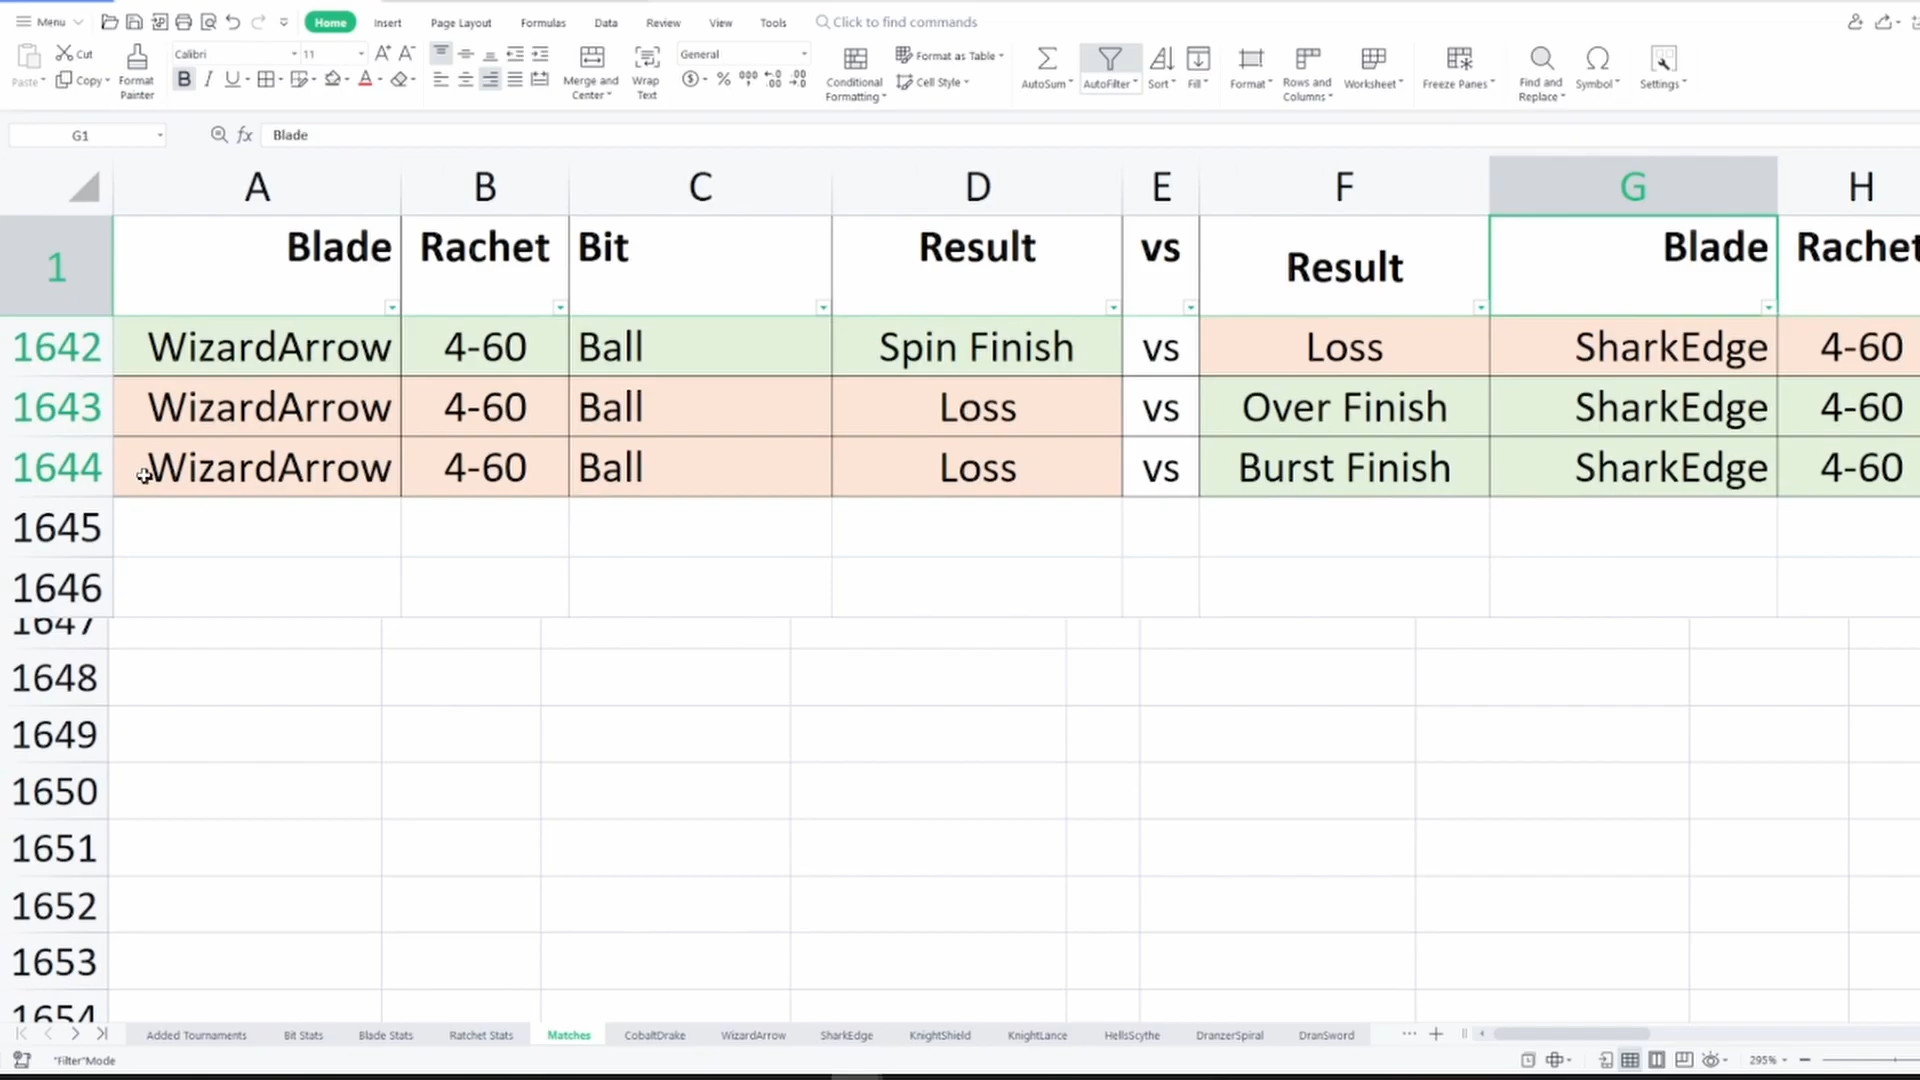 Menu Home Insert Page Layout Formulas Data Review View Tools Click to find commands
Paste Cut Copy Format Painter Calibri 11 General Merge and Center Wrap Text Conditional Formatting Format as Table Cell Style AutoSum AutoFilter Sort Fill Format Rows and Columns Worksheet Freeze Panes Find and Replace Symbol Settings
G1 fx Blade
A B C D E F G H
1 Blade Rachet Bit Result vs Result Blade Rachet
1642 WizardArrow 4-60 Ball Spin Finish vs Loss SharkEdge 4-60
1643 WizardArrow 4-60 Ball Loss vs Over Finish SharkEdge 4-60
1644 WizardArrow 4-60 Ball Loss vs Burst Finish SharkEdge 4-60
1645
1646
1647
1648
1649
1650
1651
1652
1653
1654
Added Tournaments Bit Stats Blade Stats Ratchet Stats Matches CobaltDrake WizardArrow SharkEdge KnightShield KnightLance HellsScythe DranzerSpiral DranSword ...
"Filter"Mode 295%